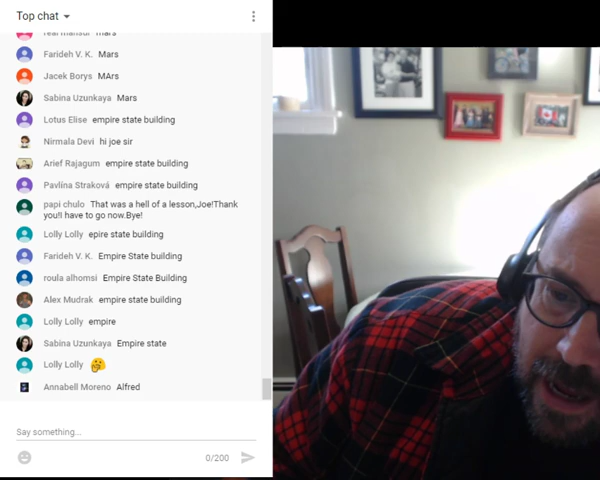 Top chat
real mansur mars
Farideh V. K. Mars
Jacek Borys MArs
Sabina Uzunkaya Mars
Lotus Elise empire state building
Nirmala Devi hi joe sir
Arief Rajagum empire state building
Pavlína Straková empire state building
papi chulo That was a hell of a lesson,Joe!Thank
you!I have to go now.Bye!
Lolly Lolly epire state building
Farideh V. K. Empire State Building
roula alhomsi Empire State Building
Alex Mudrak empire state building
Lolly Lolly empire
Sabina Uzunkaya Empire state
Lolly Lolly 🤔
Annabell Moreno Alfred
Say something...
0/200